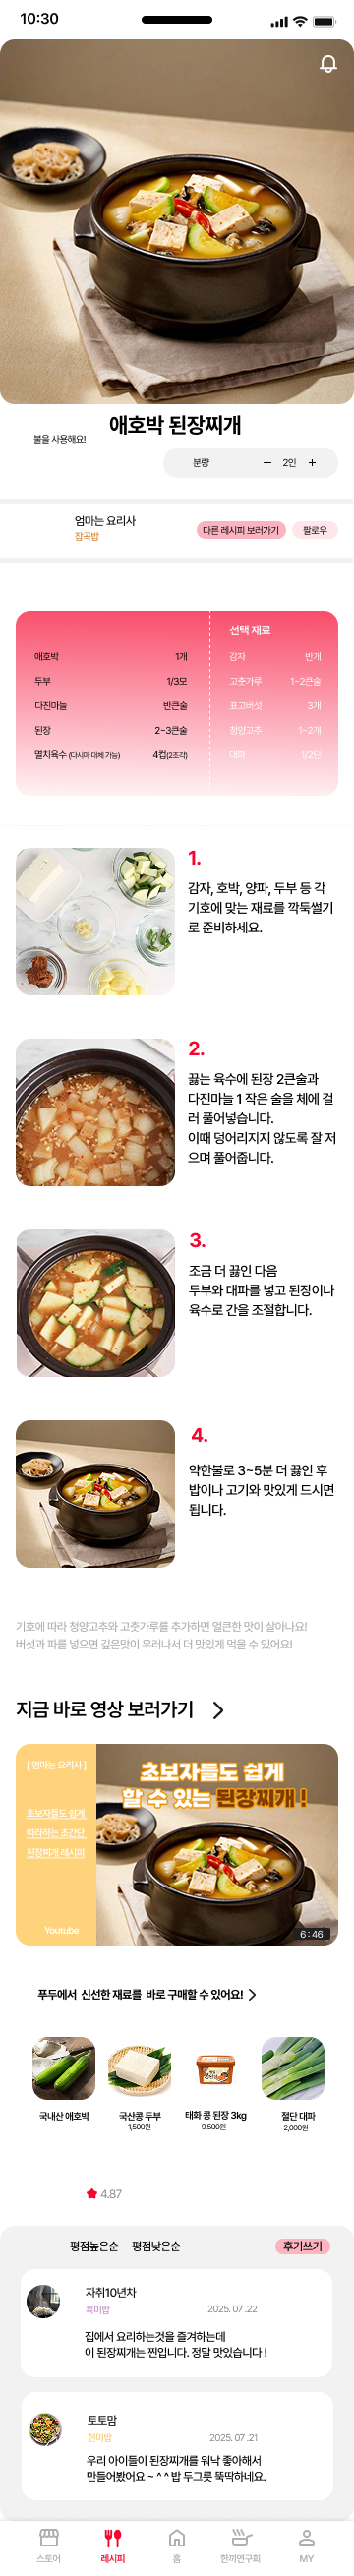 10:30
애호박 된장찌개
불을 사용해요!
분량 − 2인 +
엄마는 요리사
잡곡밥
다른 레시피 보러가기
팔로우
애호박 1개
두부 1/3모
다진마늘 반큰술
된장 2~3큰술
멸치육수 (다시마 대체 가능) 4컵(2조각)
선택 재료
감자 반개
고춧가루 1~2큰술
표고버섯 3개
청양고추 1~2개
대파 1/2단
1.
감자, 호박, 양파, 두부 등 각
기호에 맞는 재료를 깍둑썰기
로 준비하세요.
2.
끓는 육수에 된장 2큰술과
다진마늘 1 작은 술을 체에 걸
러 풀어넣습니다.
이때 덩어리지지 않도록 잘 저
으며 풀어줍니다.
3.
조금 더 끓인 다음
두부와 대파를 넣고 된장이나
육수로 간을 조절합니다.
4.
약한불로 3~5분 더 끓인 후
밥이나 고기와 맛있게 드시면
됩니다.
기호에 따라 청양고추와 고춧가루를 추가하면 얼큰한 맛이 살아나요!
버섯과 파를 넣으면 깊은맛이 우러나서 더 맛있게 먹을 수 있어요!
지금 바로 영상 보러가기
[ 엄마는 요리사 ]
초보자들도 쉽게
따라하는 초간단
된장찌개 레시피
Youtube
초보자들도 쉽게
할 수 있는 된장찌개 !
6:46
푸두에서 신선한 재료를 바로 구매할 수 있어요!
국내산 애호박
국산콩 두부
1,500원
태화 콩 된장 3kg
9,500원
절단 대파
2,000원
4.87
평점높은순 평점낮은순
후기쓰기
자취10년차
흑미밥
2025. 07 .22
집에서 요리하는것을 즐겨하는데
이 된장찌개는 찐입니다. 정말 맛있습니다 !
토토맘
현미밥
2025. 07 .21
우리 아이들이 된장찌개를 워낙 좋아해서
만들어봤어요 ~ ^ ^ 밥 두그릇 뚝딱하네요.
스토어
레시피
홈
한끼연구회
MY